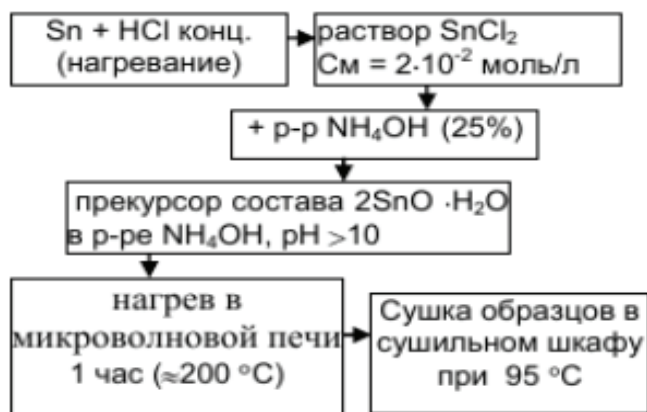 Sn + HCl конц.
(нагревание)
раствор SnCl₂
См = 2·10⁻² моль/л
+ р-р NH₄OH (25%)
прекурсор состава 2SnO ·H₂O
в р-ре NH₄OH, pH >10
нагрев в
микроволновой печи
1 час (≈200 °C)
Сушка образцов в
сушильном шкафу
при 95 °C